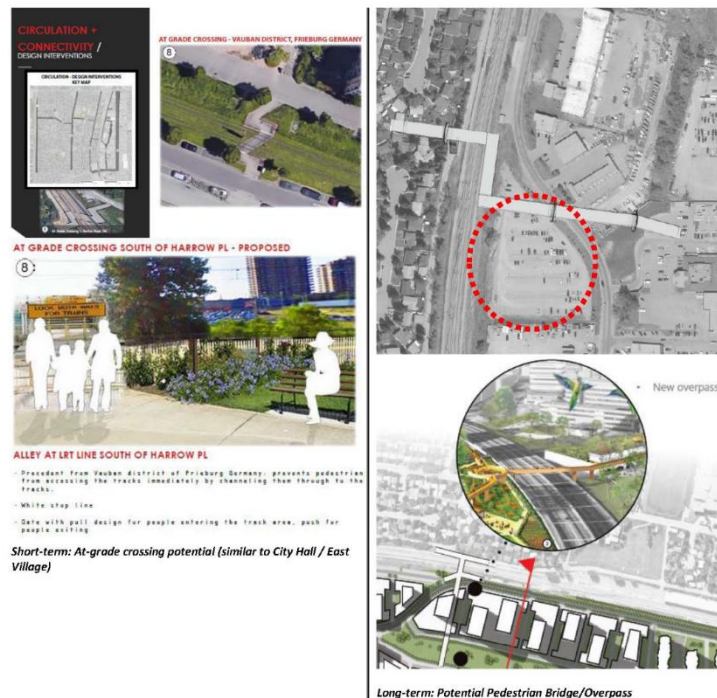 CIRCULATION +
CONNECTIVITY /
DESIGN INTERVENTIONS
CIRCULATION - DESIGN INTERVENTIONS
KEY MAP
AT GRADE CROSSING - VAUBAN DISTRICT, FRIEBURG GERMANY
8
AT GRADE CROSSING SOUTH OF HARROW PL - PROPOSED
8
LOOK BOTH WAYS
FOR TRAINS
ALLEY AT LRT LINE SOUTH OF HARROW PL
- Precedent from Vauban district of Frieburg Germany, prevents pedestrian
from accessing the tracks immediately by channeling them through to the
tracks.
- White stop line
- Gate with pull design for people entering the track area, push for
people exiting
Short-term: At-grade crossing potential (similar to City Hall / East
Village)
• New overpass
Long-term: Potential Pedestrian Bridge/Overpass